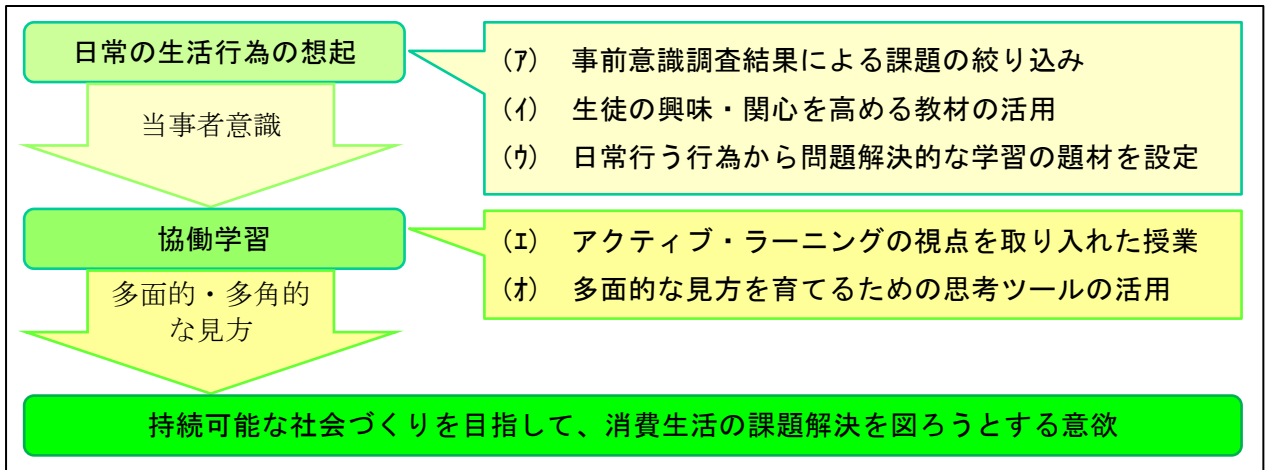 日常の生活行為の想起
(ｱ) 事前意識調査結果による課題の絞り込み
(ｲ) 生徒の興味・関心を高める教材の活用
(ｳ) 日常行う行為から問題解決的な学習の題材を設定
当事者意識
協働学習
(ｴ) アクティブ・ラーニングの視点を取り入れた授業
(ｵ) 多面的な見方を育てるための思考ツールの活用
多面的・多角的
な見方
持続可能な社会づくりを目指して、消費生活の課題解決を図ろうとする意欲